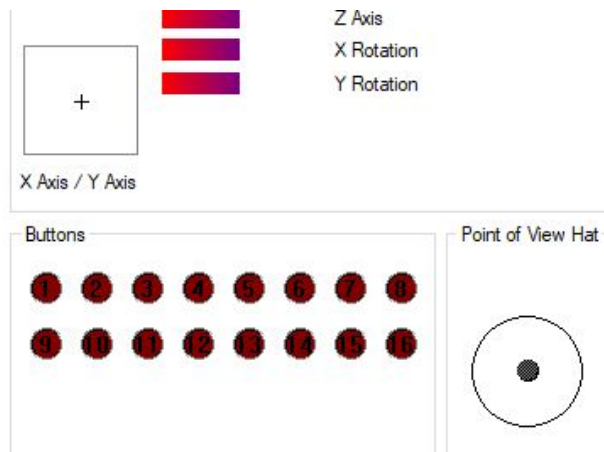 Z Axis
X Rotation
Y Rotation
X Axis / Y Axis
Buttons
1 2 3 4 5 6 7 8
9 10 11 12 13 14 15 16
Point of View Hat